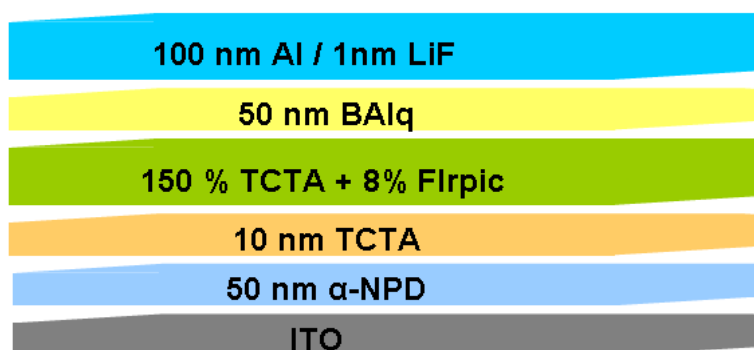 100 nm Al / 1nm LiF
50 nm BAlq
150 % TCTA + 8% FIrpic
10 nm TCTA
50 nm α-NPD
ITO